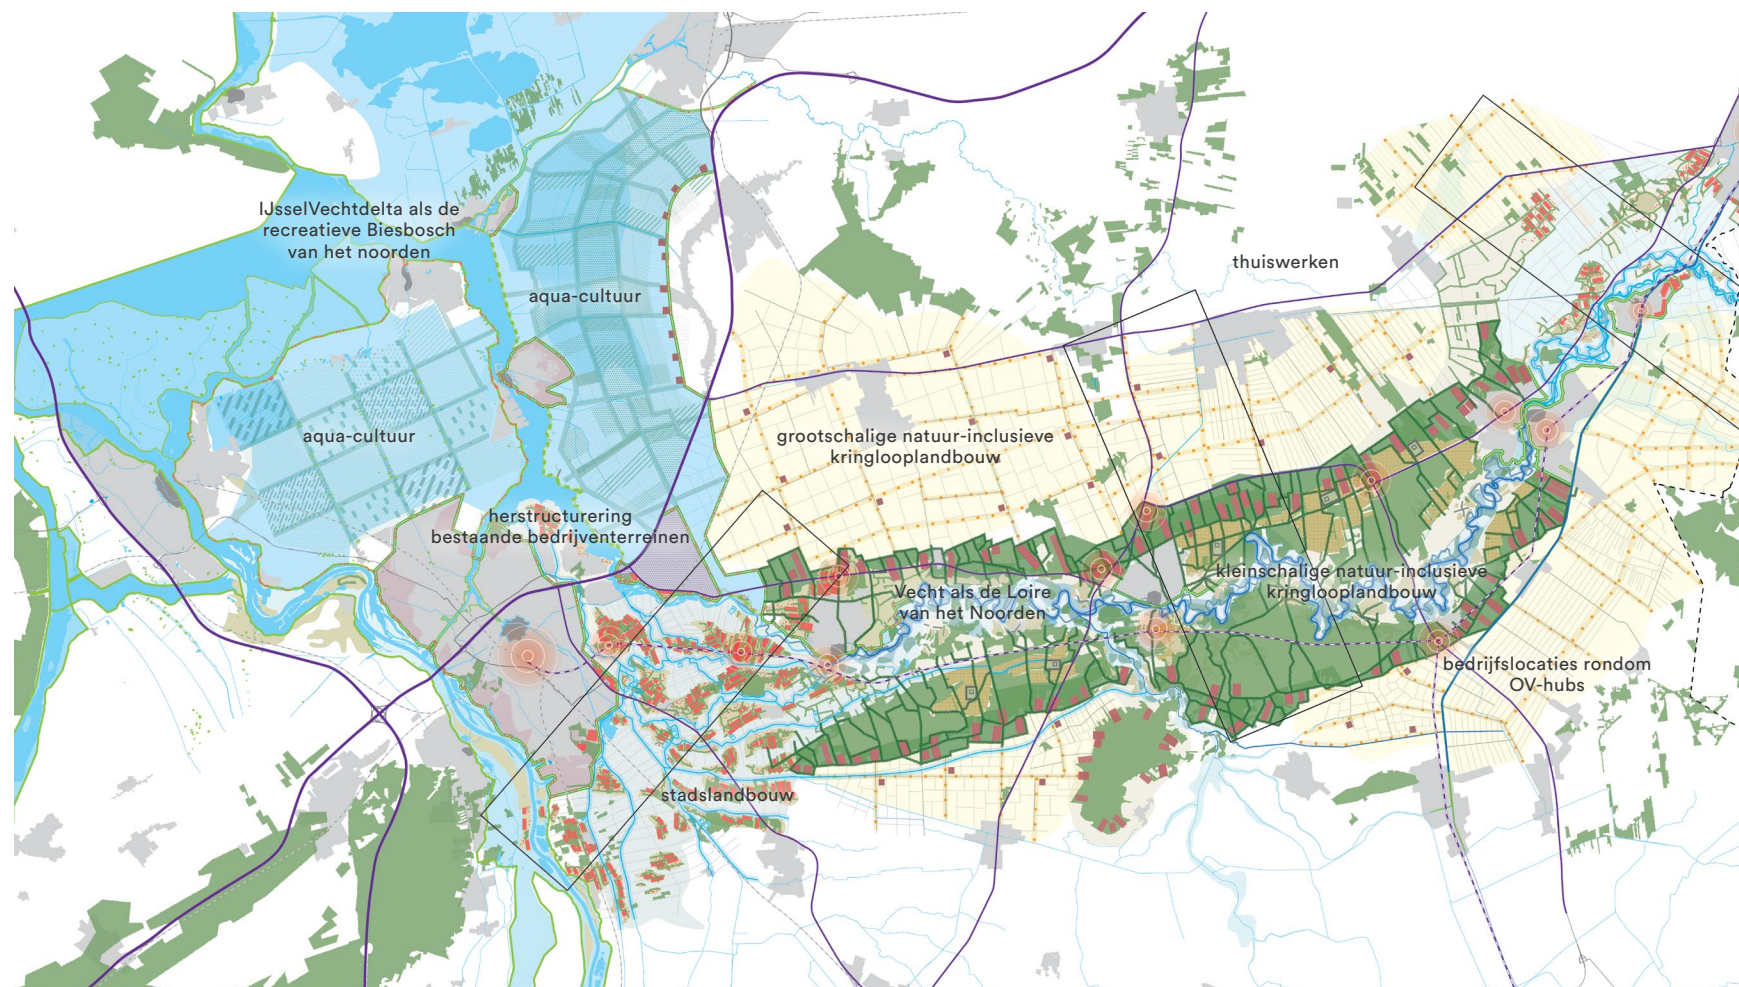 IJsselVechtdelta als de
recreatieve Biesbosch
van het noorden
thuiswerken
aqua-cultuur
aqua-cultuur
grootschalige natuur-inclusieve
kringlooplandbouw
herstructurering
bestaande bedrijventerreinen
Vecht als de Loire
van het Noorden
kleinschalige natuur-inclusieve
kringlooplandbouw
bedrijfslocaties rondom
OV-hubs
stadslandbouw